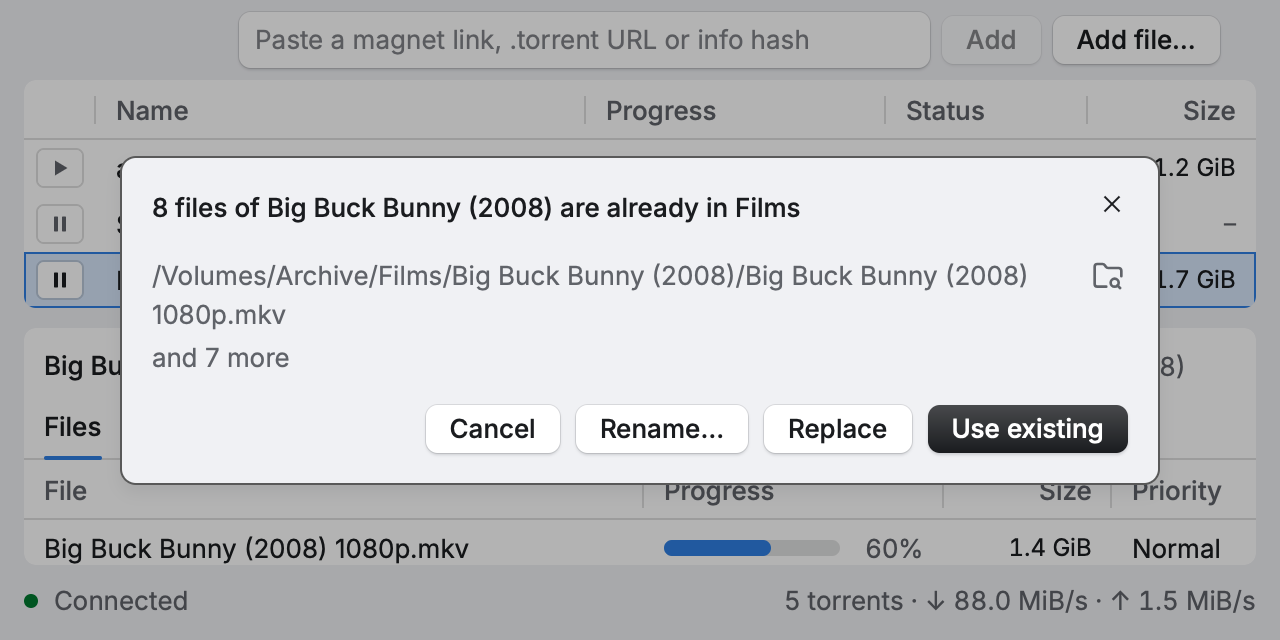 Paste a magnet link, .torrent URL or info hash
Add
Add file...
Name Progress Status Size
1.2 GiB
–
1.7 GiB
8 files of Big Buck Bunny (2008) are already in Films
/Volumes/Archive/Films/Big Buck Bunny (2008)/Big Buck Bunny (2008)
1080p.mkv
and 7 more
Cancel
Rename...
Replace
Use existing
Big Bu
8)
Files
File Progress Size Priority
Big Buck Bunny (2008) 1080p.mkv 60% 1.4 GiB Normal
Connected
5 torrents · ↓ 88.0 MiB/s · ↑ 1.5 MiB/s